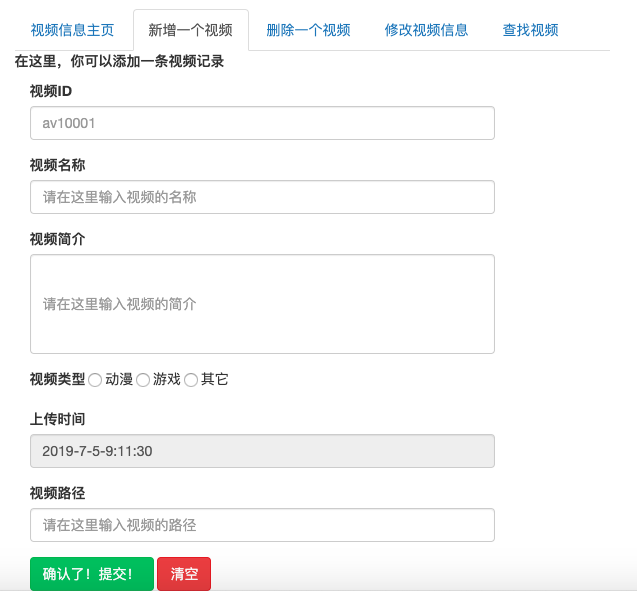 视频信息主页 新增一个视频 删除一个视频 修改视频信息 查找视频
在这里，你可以添加一条视频记录
视频ID
av10001
视频名称
请在这里输入视频的名称
视频简介
请在这里输入视频的简介
视频类型 动漫 游戏 其它
上传时间
2019-7-5-9:11:30
视频路径
请在这里输入视频的路径
确认了！提交！ 清空